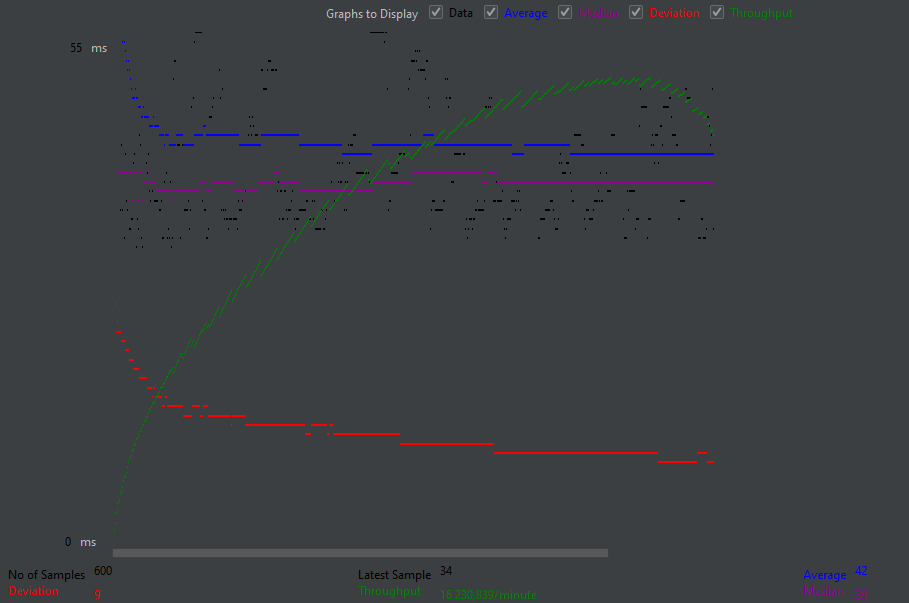 Graphs to Display Data Average Median Deviation Throughput
55 ms
0 ms
No of Samples 600 Latest Sample 34 Average 42
Deviation 9 Throughput 18 230,839/minute Median